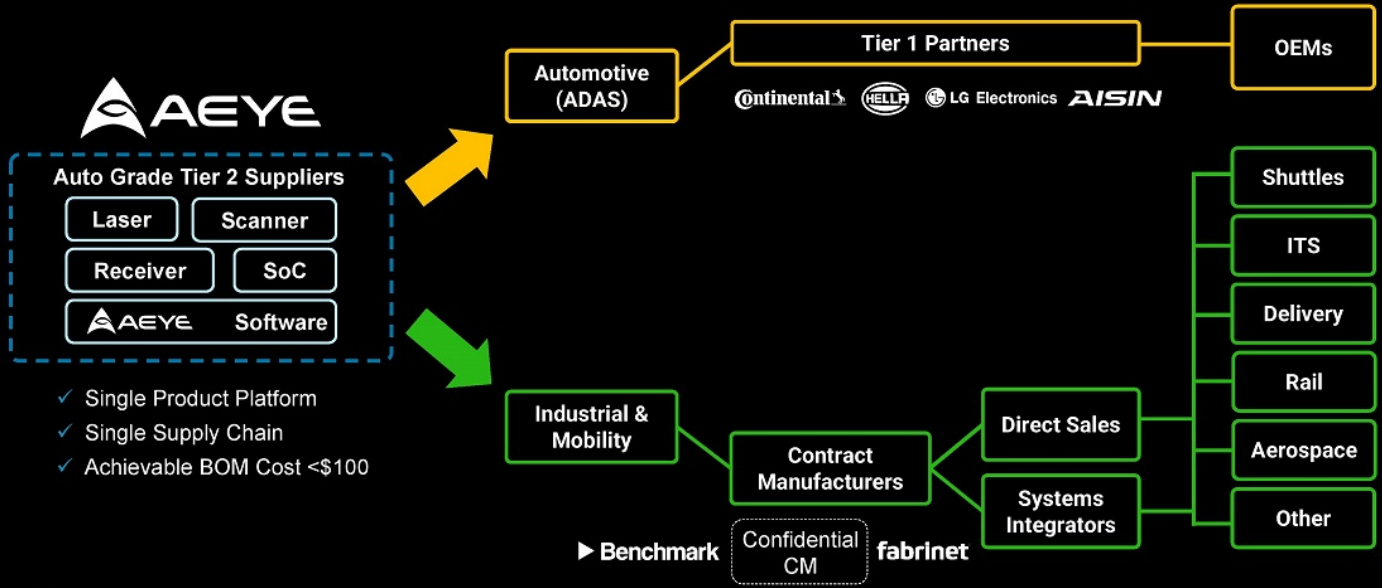 AEYE
Auto Grade Tier 2 Suppliers
Laser
Scanner
Receiver
SoC
AEYE Software
✓ Single Product Platform
✓ Single Supply Chain
✓ Achievable BOM Cost <$100
Automotive
(ADAS)
Tier 1 Partners
Continental HELLA LG Electronics AISIN
OEMs
Industrial &
Mobility
Contract
Manufacturers
Benchmark
Confidential
CM
fabrinet
Direct Sales
Systems
Integrators
Shuttles
ITS
Delivery
Rail
Aerospace
Other